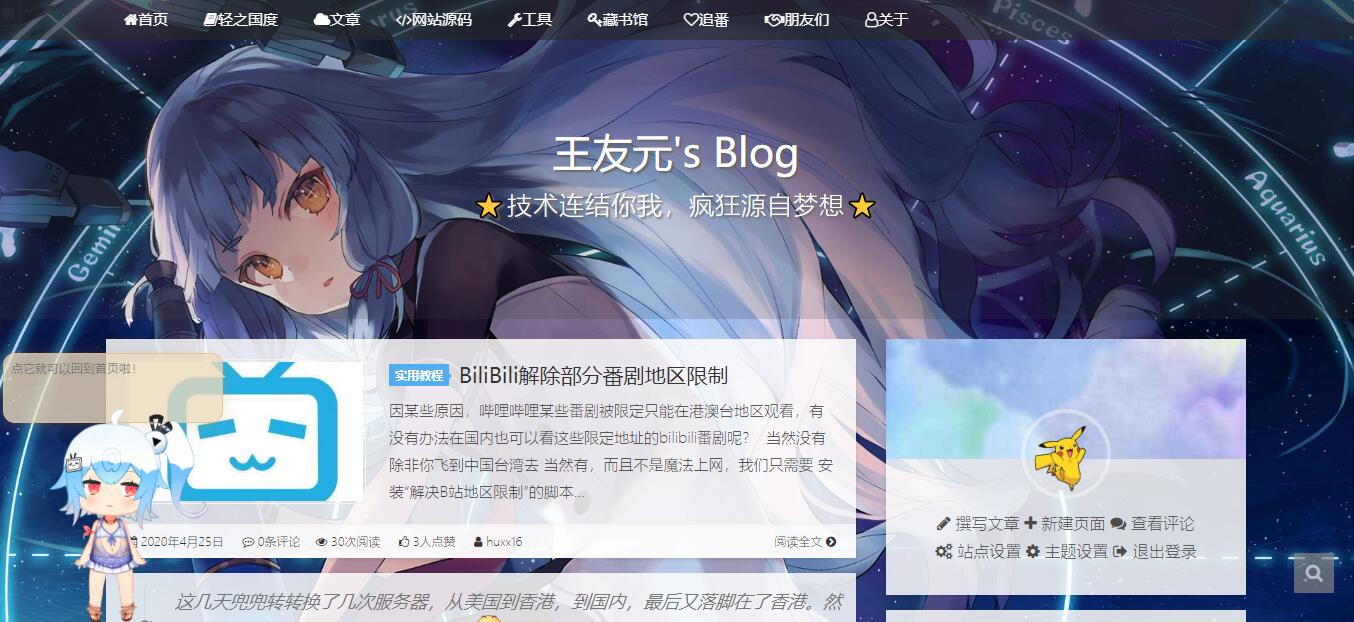 首页 轻之国度 文章 网站源码 工具 藏书馆 追番 朋友们 关于
Pisces
王友元's Blog
技术连结你我，疯狂源自梦想
Aquarius
Gemini
点它就可以回到首页啦！
实用教程 BiliBili解除部分番剧地区限制
因某些原因，哔哩哔哩某些番剧被限定只能在港澳台地区观看，有
没有办法在国内也可以看这些限定地址的bilibili番剧呢？ 当然没有
除非你飞到中国台湾去 当然有，而且不是魔法上网，我们只需要 安
装“解决B站地区限制”的脚本...
2020年4月25日 0条评论 30次阅读 3人点赞 huxx16 阅读全文
撰写文章 新建页面 查看评论
站点设置 主题设置 退出登录
这几天兜兜转转换了几次服务器，从美国到香港，到国内，最后又落脚在了香港。然